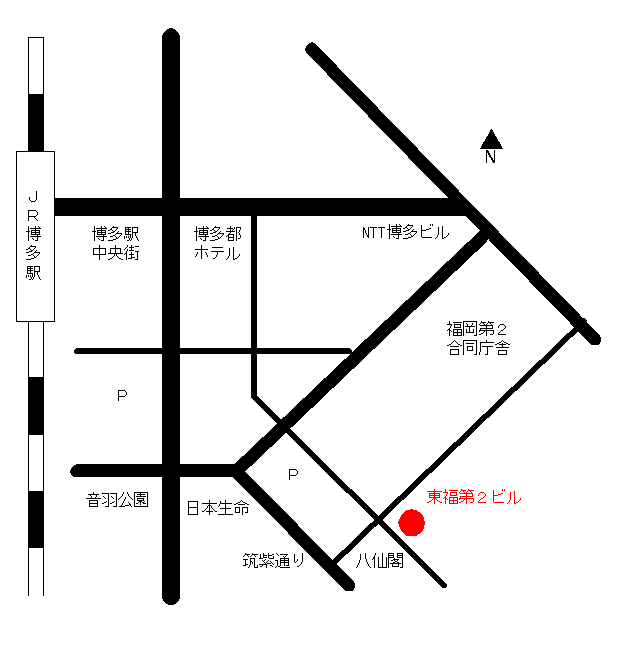 N
JR博多駅
博多駅
中央街
博多都
ホテル
NTT博多ビル
福岡第2
合同庁舎
P
P
音羽公園
日本生命
東福第2ビル
筑紫通り
八仙閣